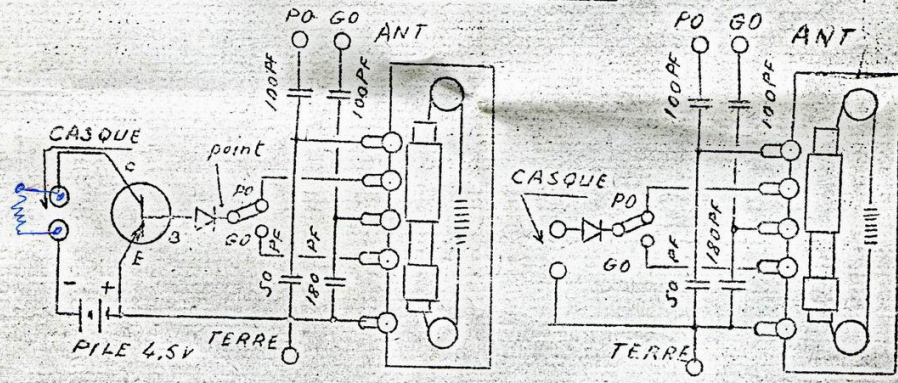 PO GO ANT
100PF 100PF
CASQUE
point
C
PO
B
GO
E
PF PF
50 180
- +
PILE 4,5V
TERRE
PO GO ANT
100PF 100PF
CASQUE
PO
GO
PF 180PF
50
TERRE